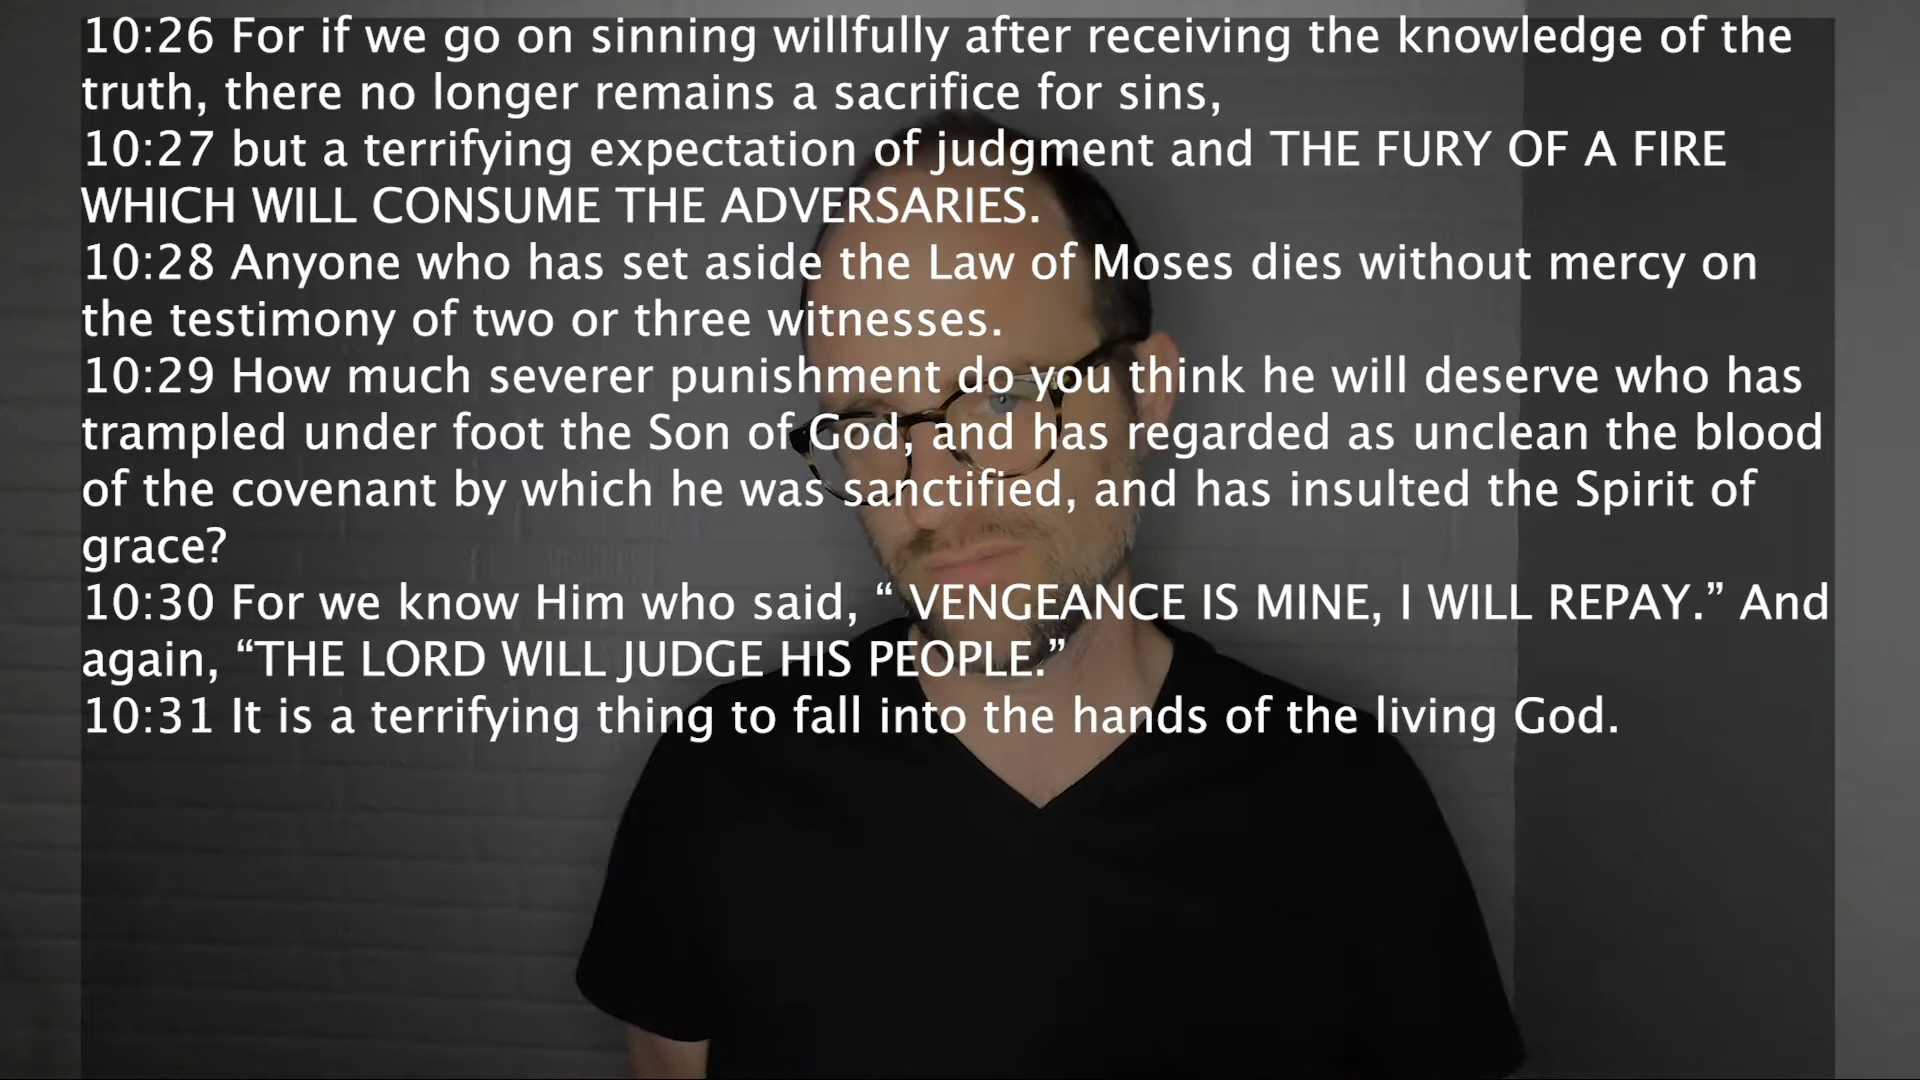 10:26 For if we go on sinning willfully after receiving the knowledge of the
truth, there no longer remains a sacrifice for sins,
10:27 but a terrifying expectation of judgment and THE FURY OF A FIRE
WHICH WILL CONSUME THE ADVERSARIES.
10:28 Anyone who has set aside the Law of Moses dies without mercy on
the testimony of two or three witnesses.
10:29 How much severer punishment do you think he will deserve who has
trampled under foot the Son of God, and has regarded as unclean the blood
of the covenant by which he was sanctified, and has insulted the Spirit of
grace?
10:30 For we know Him who said, “ VENGEANCE IS MINE, I WILL REPAY.” And
again, “THE LORD WILL JUDGE HIS PEOPLE.”
10:31 It is a terrifying thing to fall into the hands of the living God.